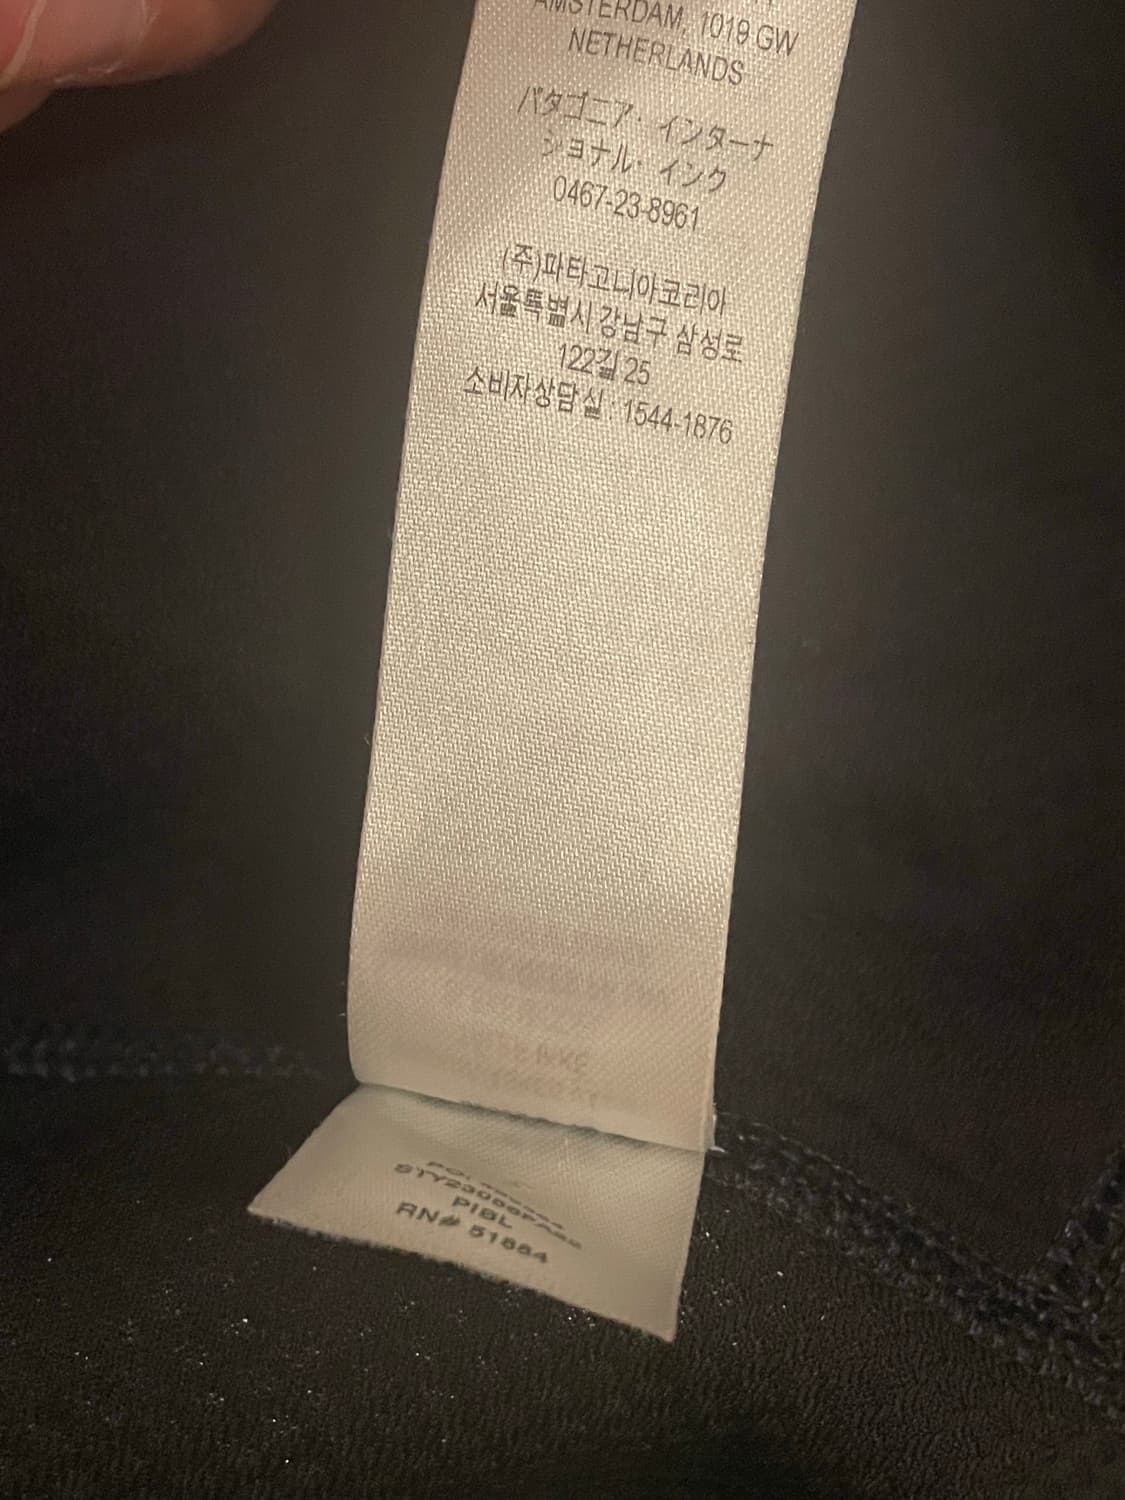 AMSTERDAM, 1019 GW
NETHERLANDS
パタゴニア・インターナ
ショナル・インク
0467-23-8961
(주)파타고니아코리아
서울특별시 강남구 삼성로
122길 25
소비자상담실 : 1544-1876
PO:
PIBL
RN# 51884